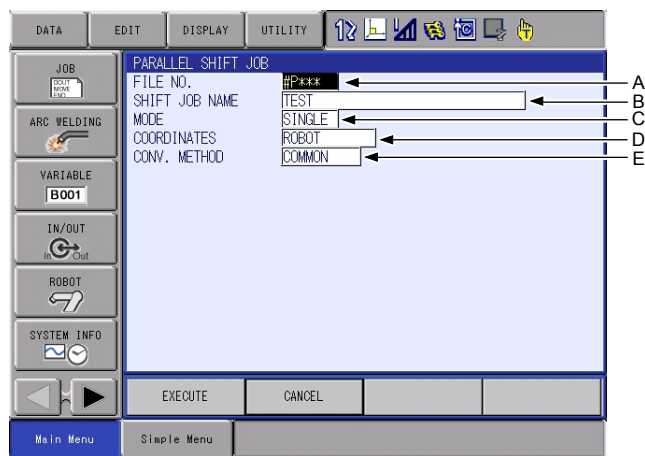 DATA EDIT DISPLAY UTILITY
JOB
DOUT
MOVE
END
ARC WELDING
VARIABLE
B001
IN/OUT
In Out
ROBOT
SYSTEM INFO
PARALLEL SHIFT JOB
FILE NO. #P*** A
SHIFT JOB NAME TEST B
MODE SINGLE C
COORDINATES ROBOT D
CONV. METHOD COMMON E
EXECUTE CANCEL
Main Menu Simple Menu